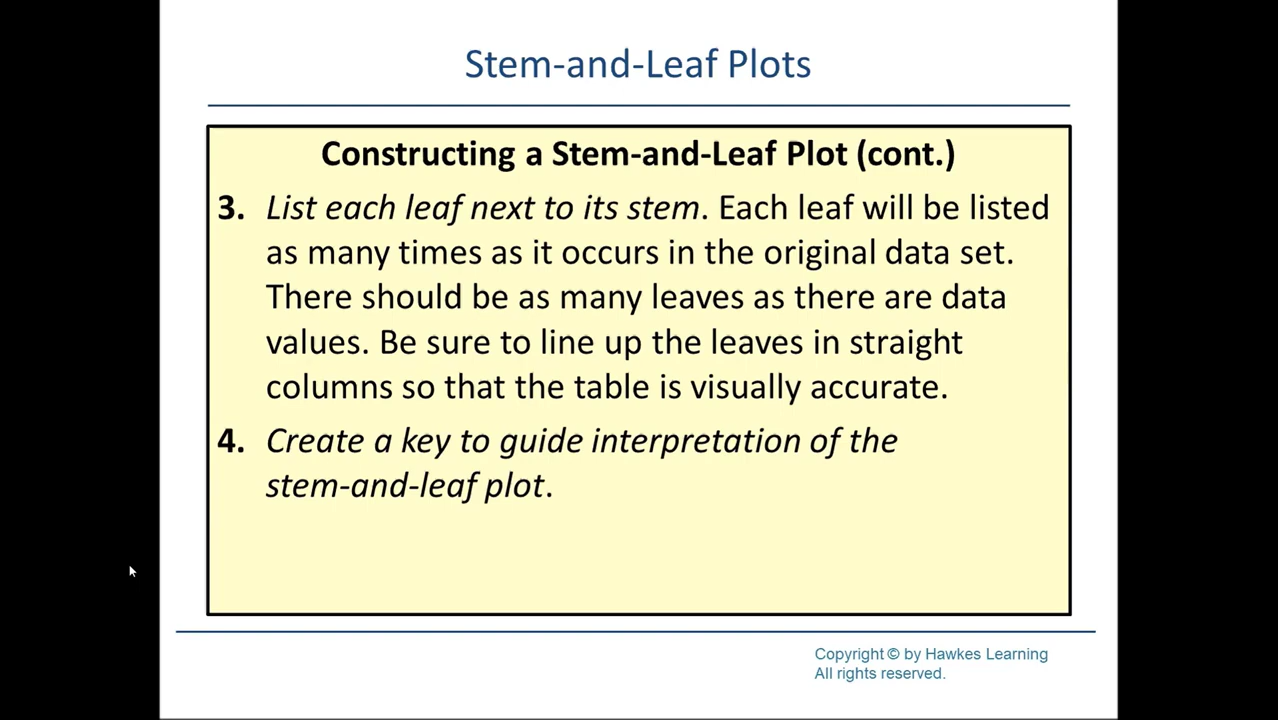 Stem-and-Leaf Plots
Constructing a Stem-and-Leaf Plot (cont.)
3. List each leaf next to its stem. Each leaf will be listed
as many times as it occurs in the original data set.
There should be as many leaves as there are data
values. Be sure to line up the leaves in straight
columns so that the table is visually accurate.
4. Create a key to guide interpretation of the
stem-and-leaf plot.
Copyright © by Hawkes Learning
All rights reserved.